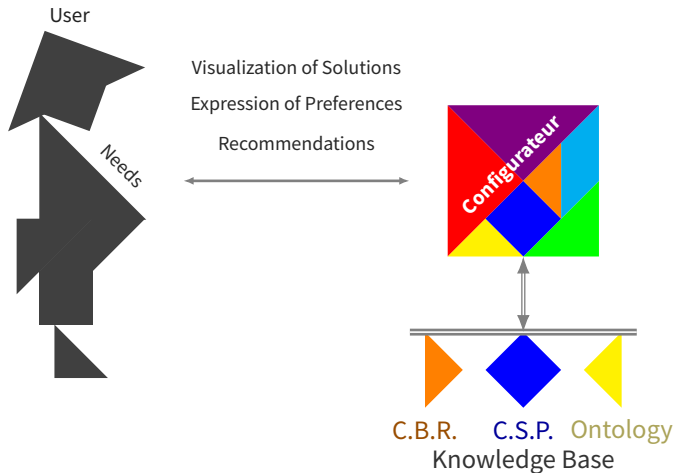 User
Visualization of Solutions
Expression of Preferences
Recommendations
Needs
Configurateur
C.B.R.
C.S.P.
Ontology
Knowledge Base